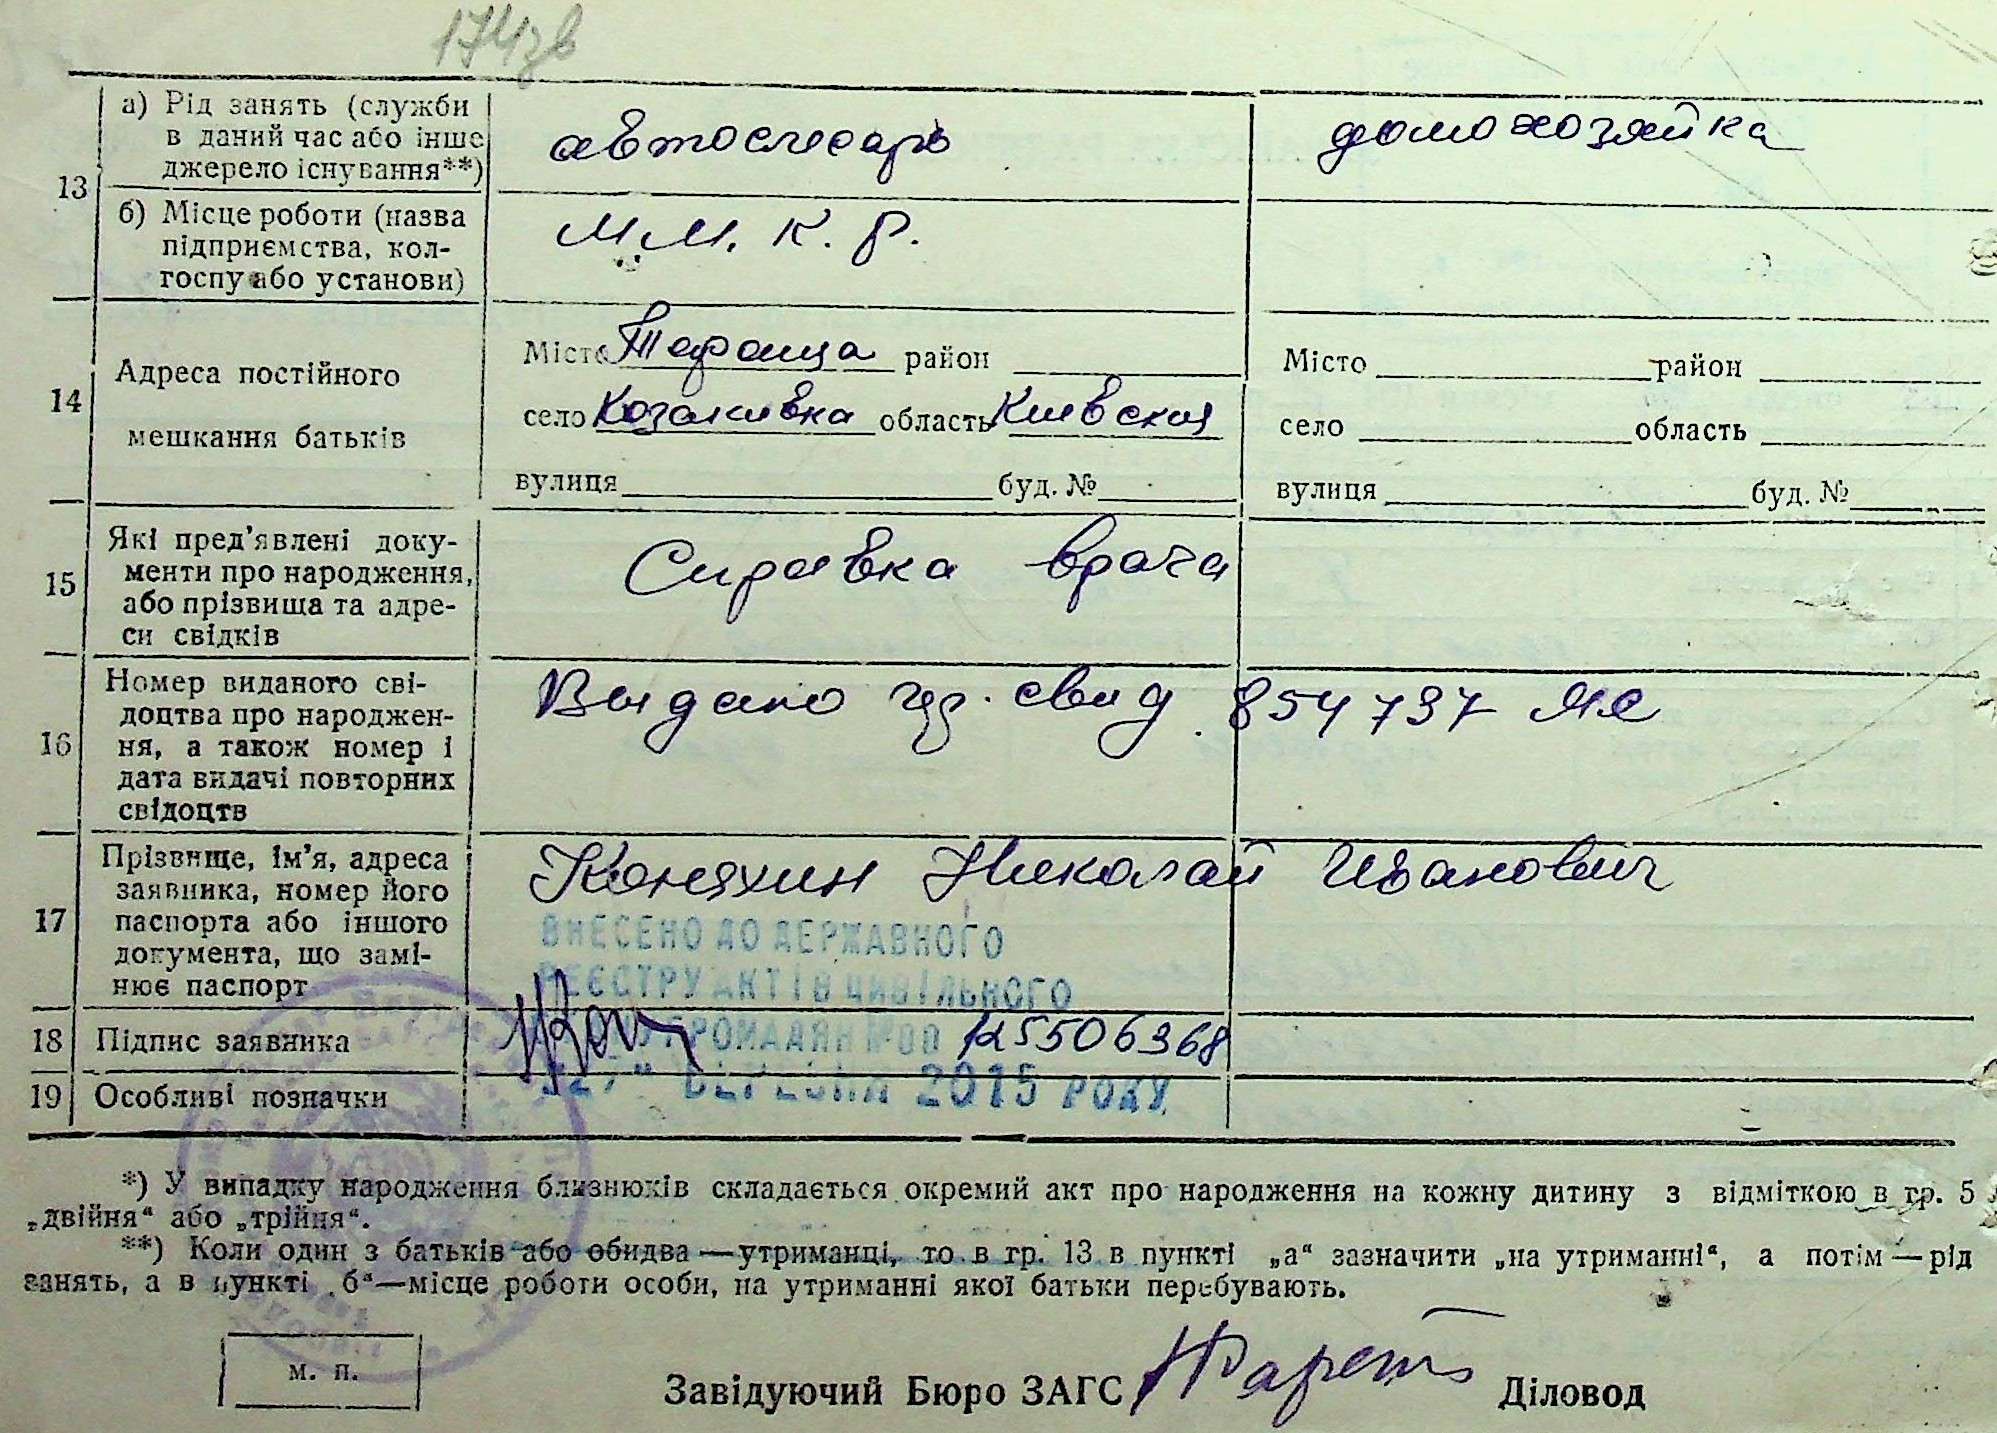 174зв
13
а) Рід занять (служби
в даний час або інше
джерело існування**)
автослесарь
домохозяйка
б) Місце роботи (назва
підприємства, кол-
госпу або установи)
М.М. К. Р.
14
Адреса постійного
мешкання батьків
Місто Тараща район
село Козакивка область Киевская
вулиця буд. №
Місто район
село область
вулиця буд. №
15
Які пред'явлені доку-
менти про народження,
або прізвища та адре-
си свідків
Справка врача
16
Номер виданого сві-
доцтва про народжен-
ня, а також номер і
дата видачі повторних
свідоцтв
Выдано свид. 854737
17
Прізвище, ім'я, адреса
заявника, номер його
паспорта або іншого
документа, що замі-
нює паспорт
Коняхин Николай Иванович
ВНЕСЕНО ДО ДЕРЖАВНОГО
РЕЄСТРУ АКТІВ ЦИВІЛЬНОГО
ГРОМАДЯН №00 125506368
"27" БЕРЕЗНЯ 2015 РОКУ
18
Підпис заявника
19
Особливі позначки
*) У випадку народження близнюків складається окремий акт про народження на кожну дитину з відміткою в гр. 5
„двійня“ або „трійня“.
**) Коли один з батьків або обидва — утриманці, то в гр. 13 в пункті „а“ зазначити „на утриманні“, а потім — рід
занять, а в пункті „б“ — місце роботи особи, на утриманні якої батьки перебувають.
м. п.
Завідуючий Бюро ЗАГС
Діловод